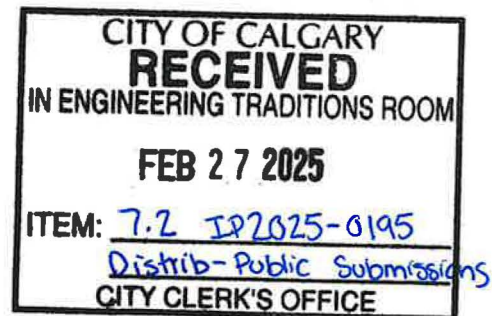 CITY OF CALGARY
RECEIVED
IN ENGINEERING TRADITIONS ROOM
FEB 27 2025
ITEM: 7.2 IP2025-0195
Distrib-Public Submissions
CITY CLERK'S OFFICE